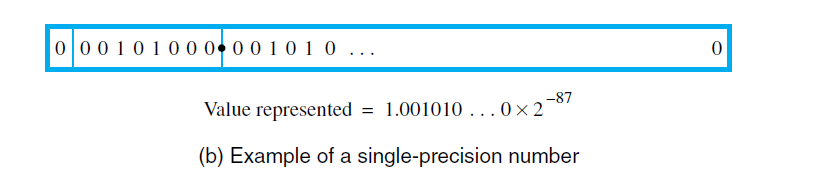 0 0 0 1 0 1 0 0 0 • 0 0 1 0 1 0 ... 0
Value represented = 1.001010 ... 0 × 2⁻⁸⁷
(b) Example of a single-precision number